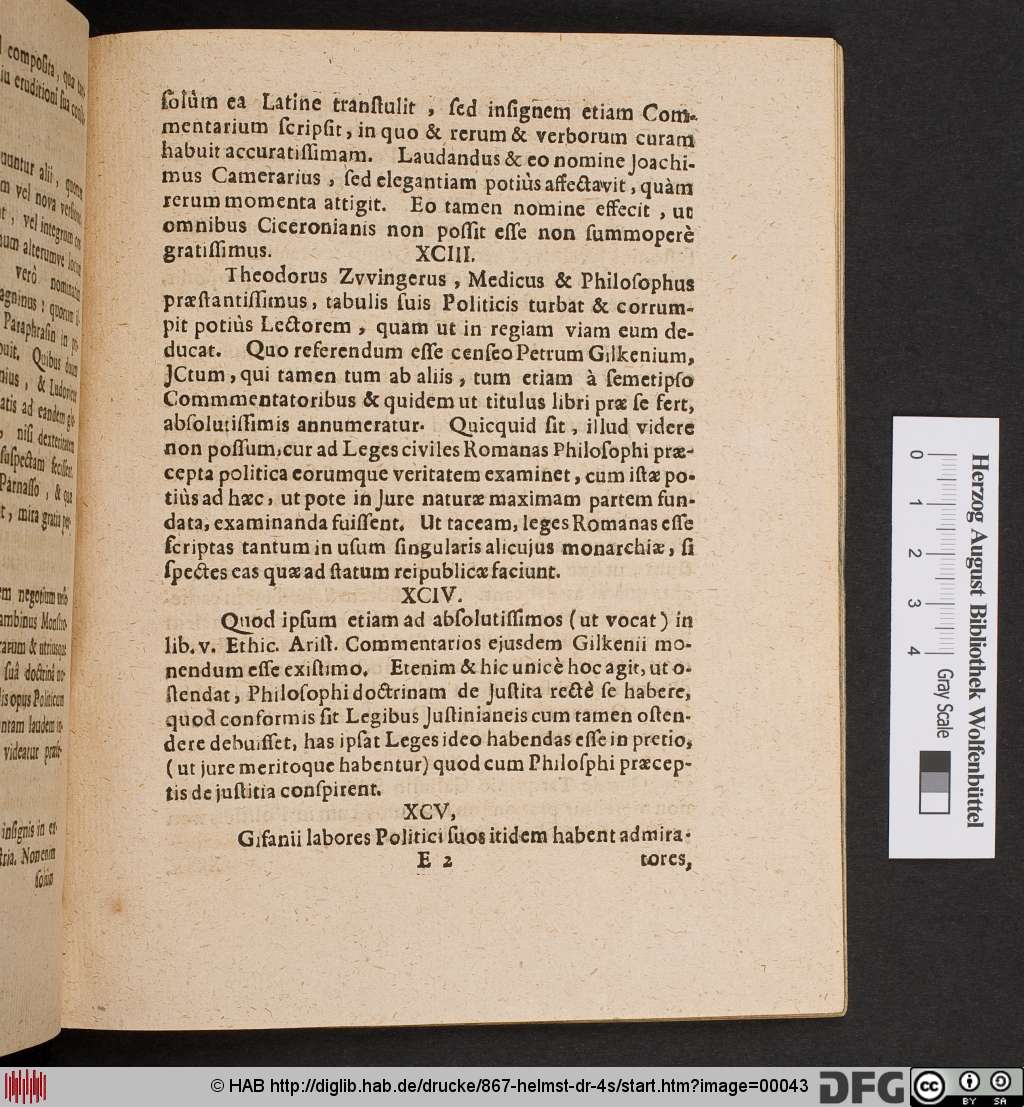 ſolùm ea Latine tranſtulit , ſed inſignem etiam Com-
mentarium ſcripſit, in quo & rerum & verborum curam
habuit accuratiſſimam. Laudandus & eo nomine Joachi-
mus Camerarius , ſed elegantiam potiùs affectavit, quàm
rerum momenta attigit. Eo tamen nomine effecit , ut
omnibus Ciceronianis non poſſit eſſe non ſummoperè
gratiſſimus. XCIII.
Theodorus Zvvingerus , Medicus & Philoſophus
præſtantiſſimus, tabulis ſuis Politicis turbat & corrum-
pit potiùs Lectorem , quam ut in regiam viam eum de-
ducat. Quo referendum eſſe cenſeo Petrum Gilkenium,
JCtum, qui tamen tum ab aliis , tum etiam à ſemetipſo
Commmentatoribus & quidem ut titulus libri præ ſe fert,
abſolutiſſimis annumeratur. Quicquid ſit, illud videre
non poſſum, cur ad Leges civiles Romanas Philoſophi præ-
cepta politica eorumque veritatem examinet, cum iſtæ po-
tiùs ad hæc, ut pote in Jure naturæ maximam partem fun-
data, examinanda fuiſſent. Ut taceam, leges Romanas eſſe
ſcriptas tantum in uſum ſingularis alicujus monarchiæ, ſi
ſpectes eas quæ ad ſtatum reipublicæ faciunt.
XCIV.
Quod ipſum etiam ad abſolutiſſimos ( ut vocat ) in
lib. v. Ethic. Ariſt. Commentarios ejusdem Gilkenii mo-
nendum eſſe exiſtimo. Etenim & hic unicè hoc agit, ut o-
ſtendat, Philoſophi doctrinam de Juſtita rectè ſe habere,
quod conformis ſit Legibus Juſtinianeis cum tamen oſten-
dere debuiſſet, has ipſat Leges ideo habendas eſſe in pretio,
( ut jure meritoque habentur) quod cum Philoſphi præcep-
tis de juſtitia conſpirent.
XCV,
Gifanii labores Politici ſuos itidem habent admira-
E 2 tores,
Herzog August Bibliothek Wolfenbüttel
0 1 2 3 4
Gray Scale
© HAB http://diglib.hab.de/drucke/867-helmst-dr-4s/start.htm?image=00043
DFG
cc BY SA